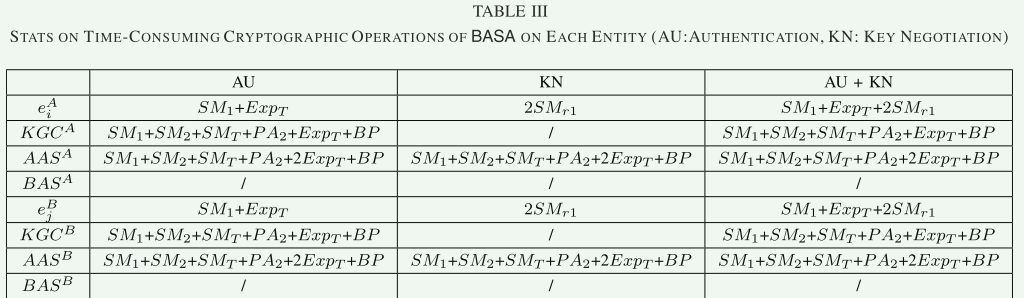 TABLE III
STATS ON TIME-CONSUMING CRYPTOGRAPHIC OPERATIONS OF BASA ON EACH ENTITY (AU:AUTHENTICATION, KN: KEY NEGOTIATION)
AU KN AU + KN
e_i^A SM_1+Exp_T 2SM_{r1} SM_1+Exp_T+2SM_{r1}
KGC^A SM_1+SM_2+SM_T+PA_2+Exp_T+BP / SM_1+SM_2+SM_T+PA_2+Exp_T+BP
AAS^A SM_1+SM_2+SM_T+PA_2+2Exp_T+BP SM_1+SM_2+SM_T+PA_2+2Exp_T+BP SM_1+SM_2+SM_T+PA_2+2Exp_T+BP
BAS^A / / /
e_j^B SM_1+Exp_T 2SM_{r1} SM_1+Exp_T+2SM_{r1}
KGC^B SM_1+SM_2+SM_T+PA_2+Exp_T+BP / SM_1+SM_2+SM_T+PA_2+Exp_T+BP
AAS^B SM_1+SM_2+SM_T+PA_2+2Exp_T+BP SM_1+SM_2+SM_T+PA_2+2Exp_T+BP SM_1+SM_2+SM_T+PA_2+2Exp_T+BP
BAS^B / / /